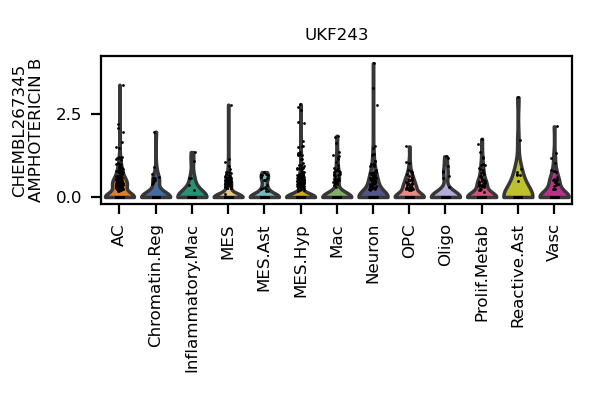 UKF243
CHEMBL267345
AMPHOTERICIN B
2.5
0.0
AC
Chromatin.Reg
Inflammatory.Mac
MES
MES.Ast
MES.Hyp
Mac
Neuron
OPC
Oligo
Prolif.Metab
Reactive.Ast
Vasc